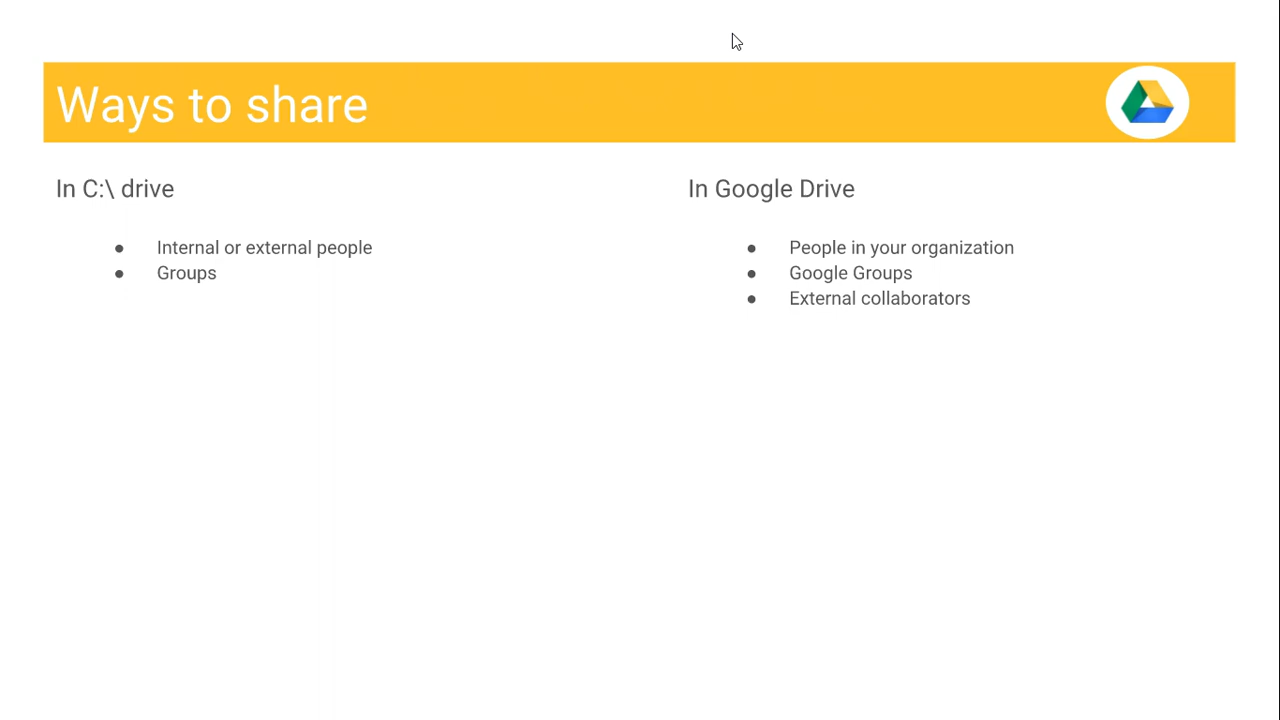 Ways to share
In C:\ drive
● Internal or external people
● Groups
In Google Drive
● People in your organization
● Google Groups
● External collaborators